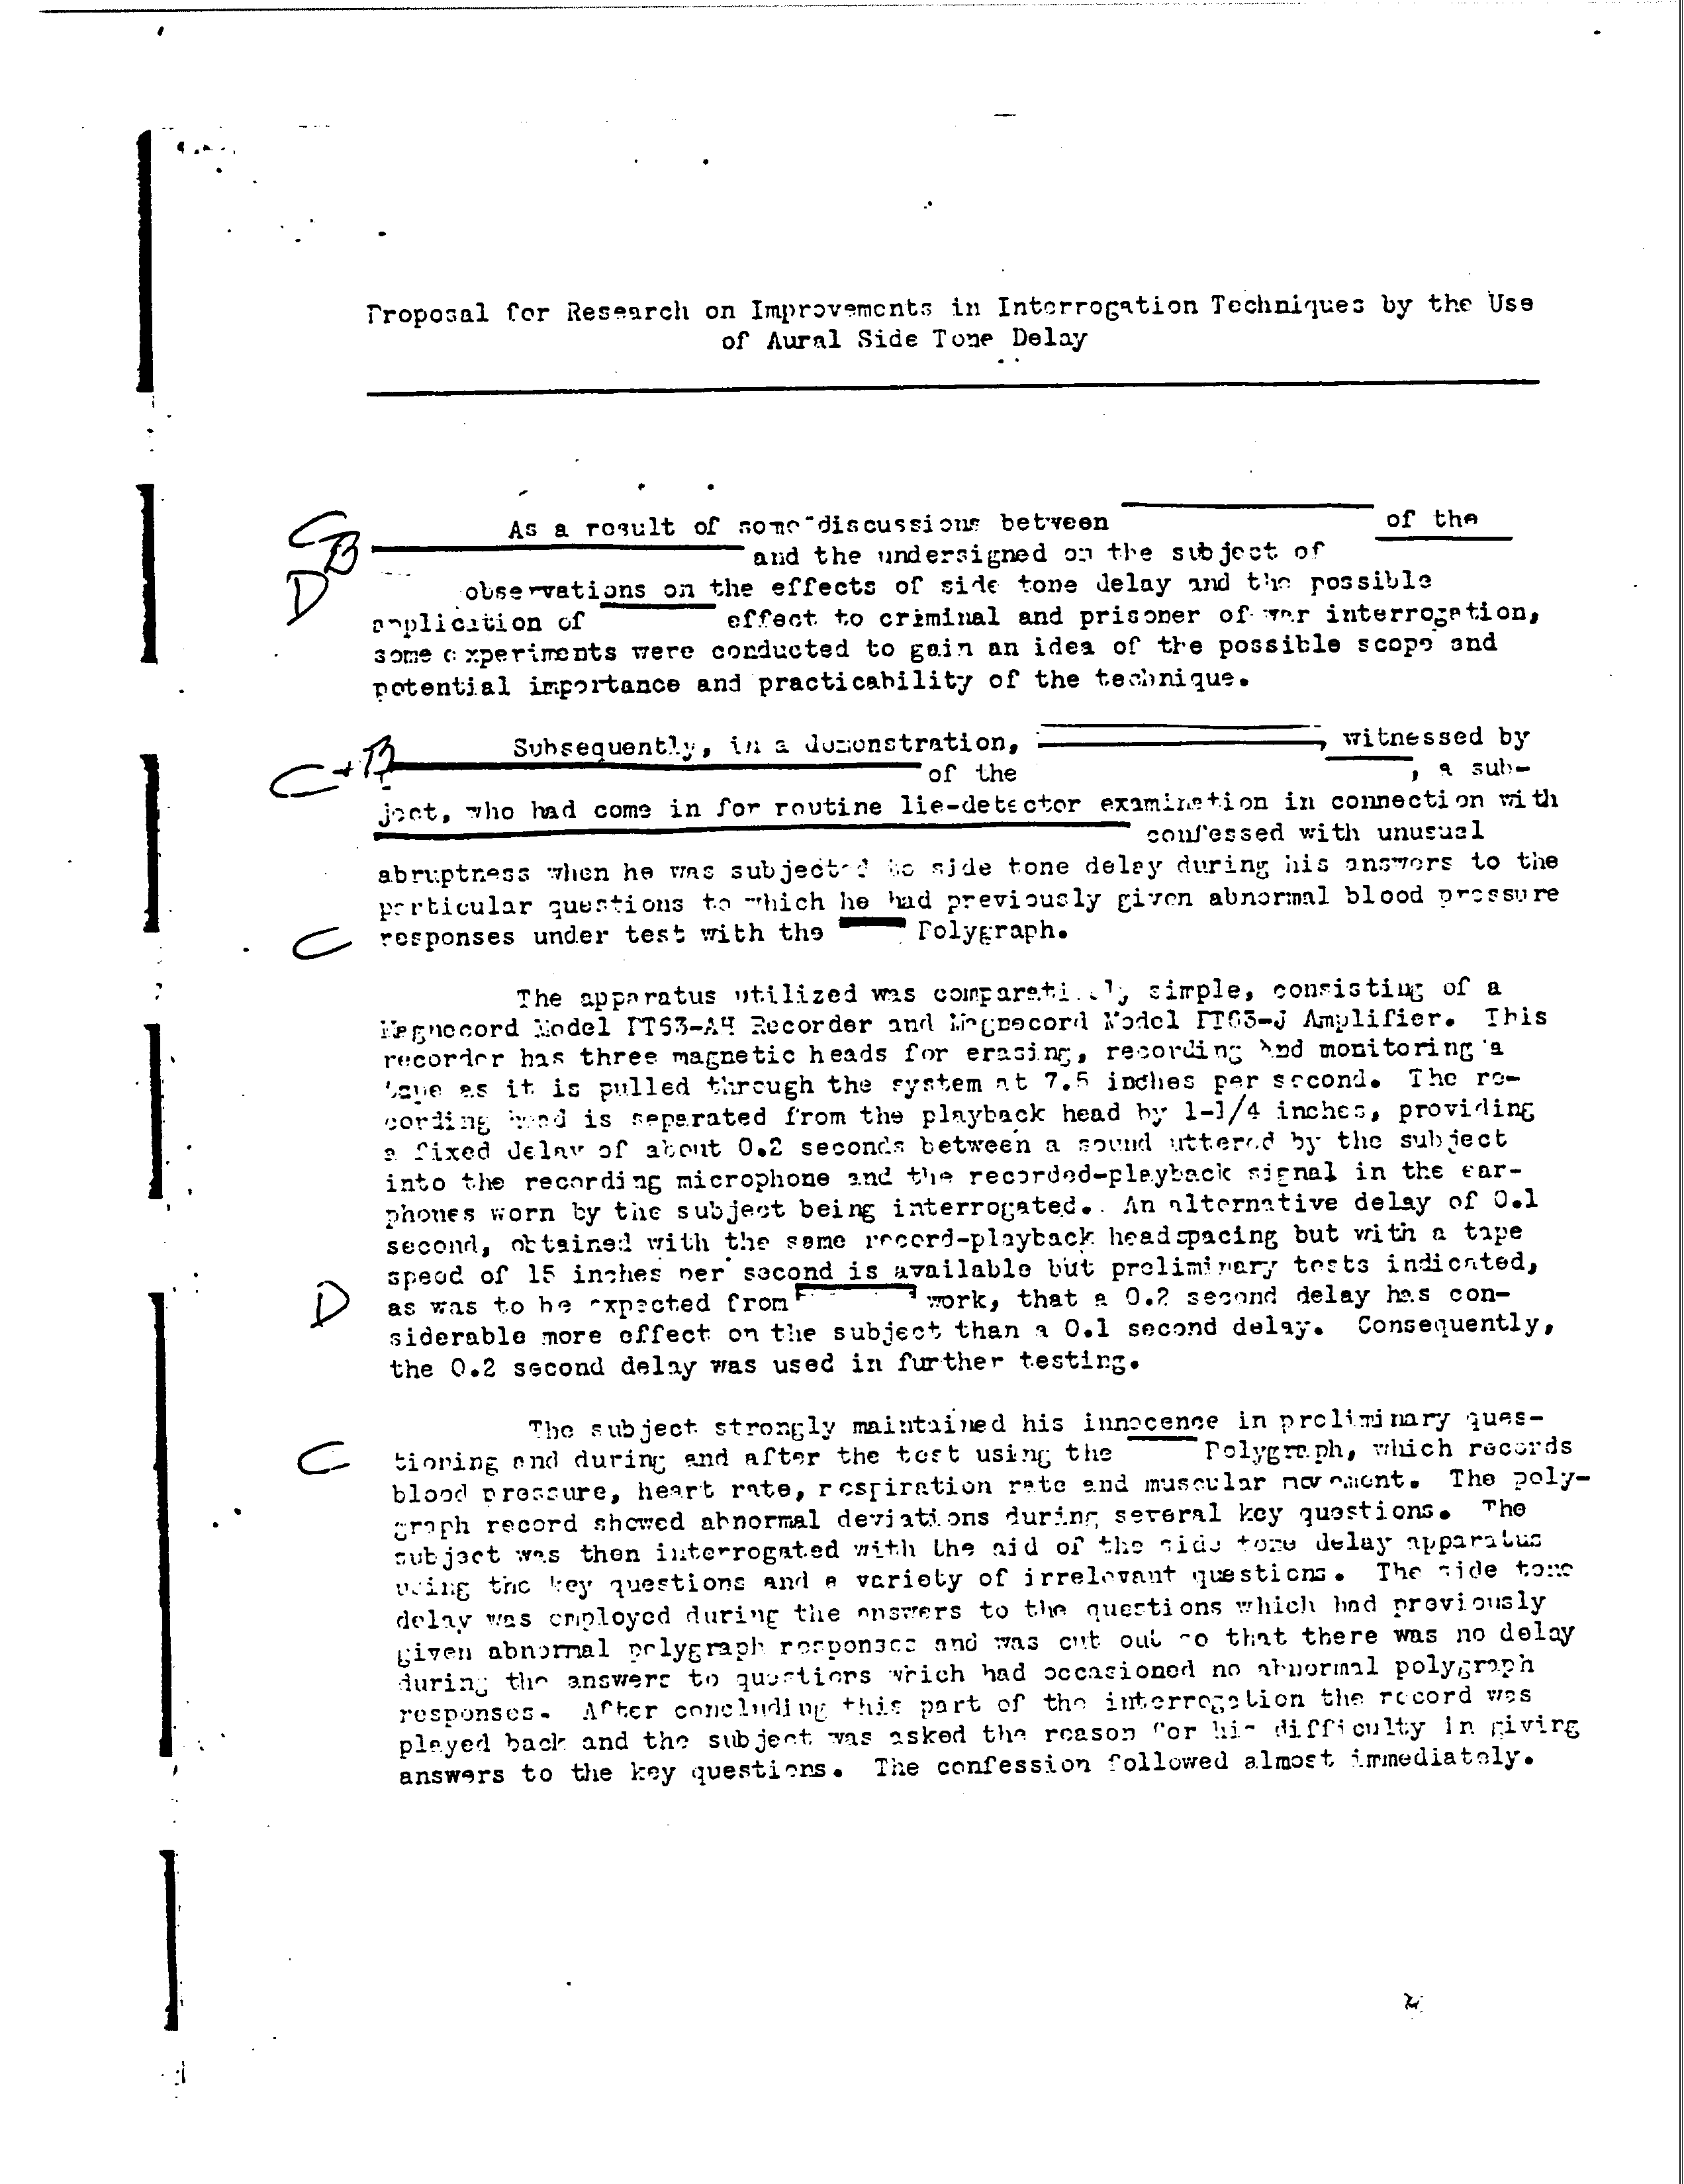 Proposal for Research on Improvements in Interrogation Techniques by the Use
of Aural Side Tone Delay
C B As a result of some discussions between of the
D and the undersigned on the subject of
observations on the effects of side tone delay and the possible
application of effect to criminal and prisoner of war interrogation,
some experiments were conducted to gain an idea of the possible scope and
potential importance and practicability of the technique.
C + B Subsequently, in a demonstration, , witnessed by
of the , a sub-
ject, who had come in for routine lie-detector examination in connection with
confessed with unusual
abruptness when he was subjected to side tone delay during his answers to the
particular questions to which he had previously given abnormal blood pressure
C responses under test with the Polygraph.
The apparatus utilized was comparatively simple, consisting of a
Magnecord Model and Magnecord Model Amplifier. This
recorder has three magnetic heads for erasing, recording and monitoring a
tape as it is pulled through the system at 7.5 inches per second. The re-
cording head is separated from the playback head by 1-1/4 inches, providing
a fixed delay of about 0.2 seconds between a sound uttered by the subject
into the recording microphone and the recorded-playback signal in the ear-
phones worn by the subject being interrogated. An alternative delay of 0.1
second, obtained with the same record-playback headspacing but with a tape
speed of 15 inches per second is available but preliminary tests indicated,
D as was to be expected from work, that a 0.2 second delay has con-
siderable more effect on the subject than a 0.1 second delay. Consequently,
the 0.2 second delay was used in further testing.
The subject strongly maintained his innocence in preliminary ques-
C tioning and during and after the test using the Polygraph, which records
blood pressure, heart rate, respiration rate and muscular movement. The poly-
graph record showed abnormal deviations during several key questions. The
subject was then interrogated with the aid of the side tone delay apparatus
using the key questions and a variety of irrelevant questions. The side tone
delay was employed during the answers to the questions which had previously
given abnormal polygraph responses and was cut out so that there was no delay
during the answers to questions which had occasioned no abnormal polygraph
responses. After concluding this part of the interrogation the record was
played back and the subject was asked the reason for his difficulty in giving
answers to the key questions. The confession followed almost immediately.